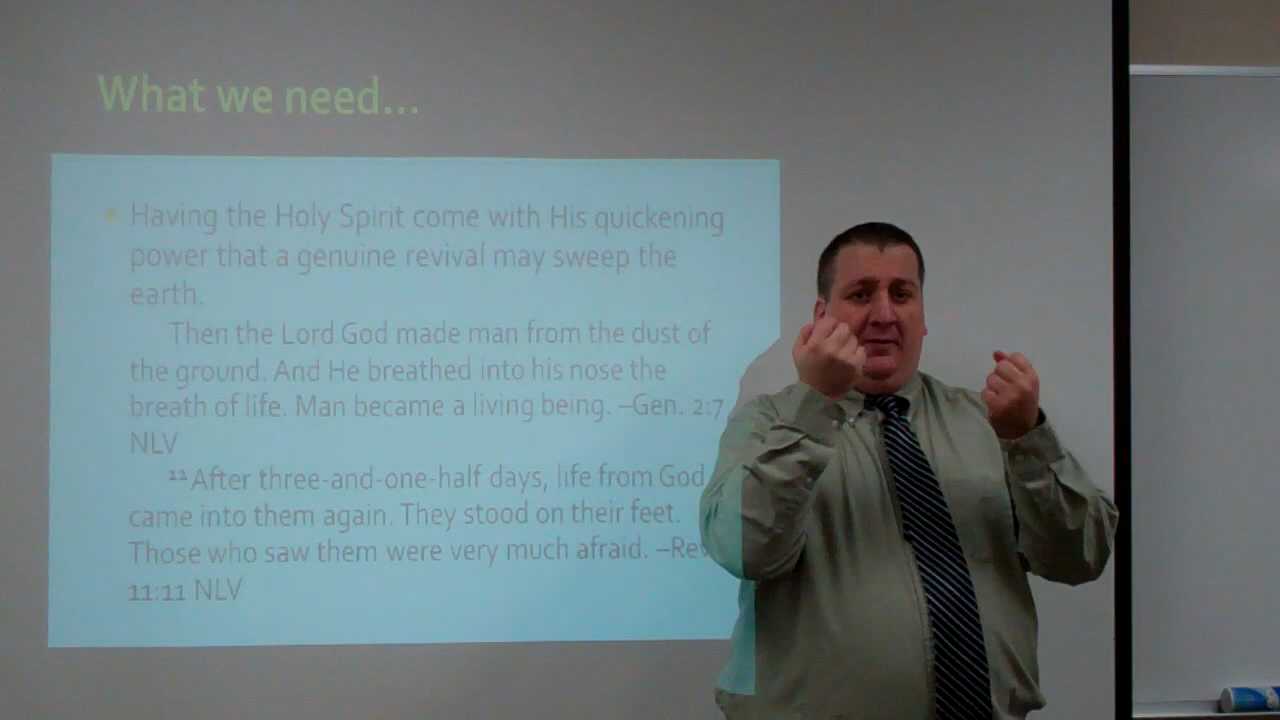 What we need...
Having the Holy Spirit come with His quickening
power that a genuine revival may sweep the
earth.
Then the Lord God made man from the dust of
the ground. And He breathed into his nose the
breath of life. Man became a living being. –Gen. 2:7
NLV
11 After three-and-one-half days, life from God
came into them again. They stood on their feet.
Those who saw them were very much afraid. –Rev
11:11 NLV